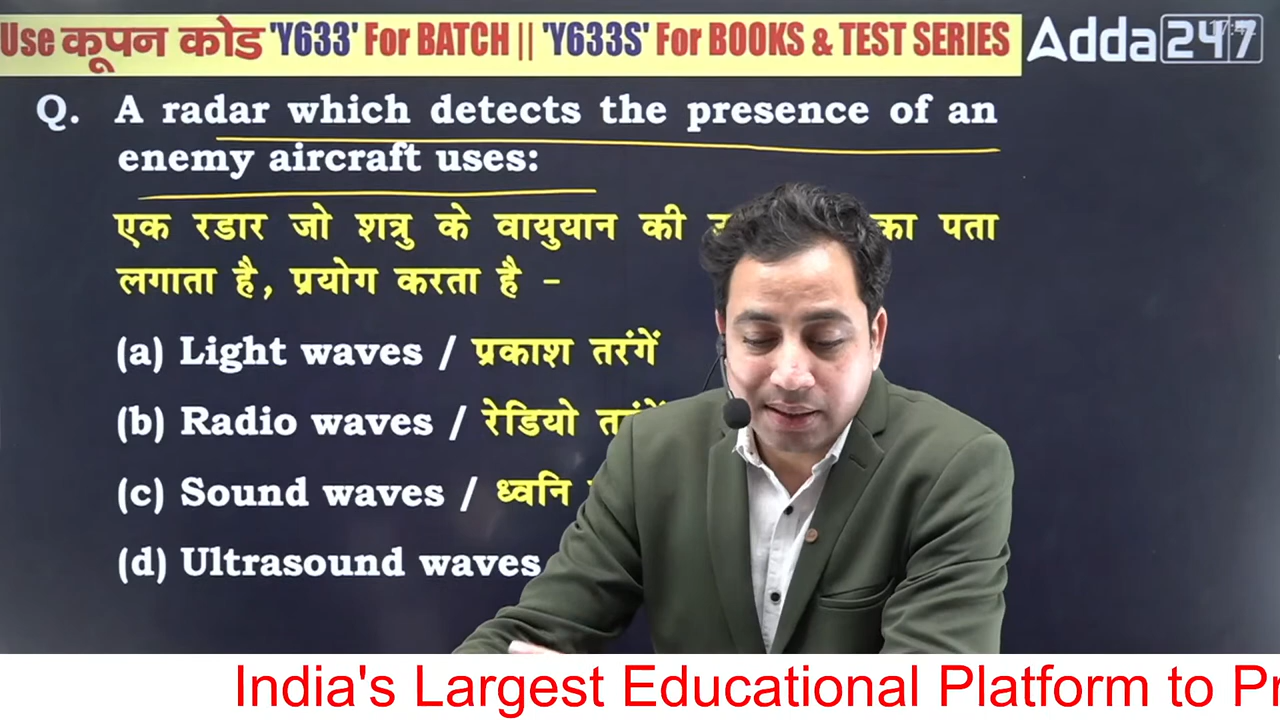 Use कूपन कोड 'Y633' For BATCH || 'Y633S' For BOOKS & TEST SERIES
Adda247
Q. A radar which detects the presence of an
enemy aircraft uses:
एक रडार जो शत्रु के वायुयान की का पता
लगाता है, प्रयोग करता है -
(a) Light waves / प्रकाश तरंगें
(b) Radio waves / रेडियो
(c) Sound waves / ध्वनि
(d) Ultrasound waves
India's Largest Educational Platform to